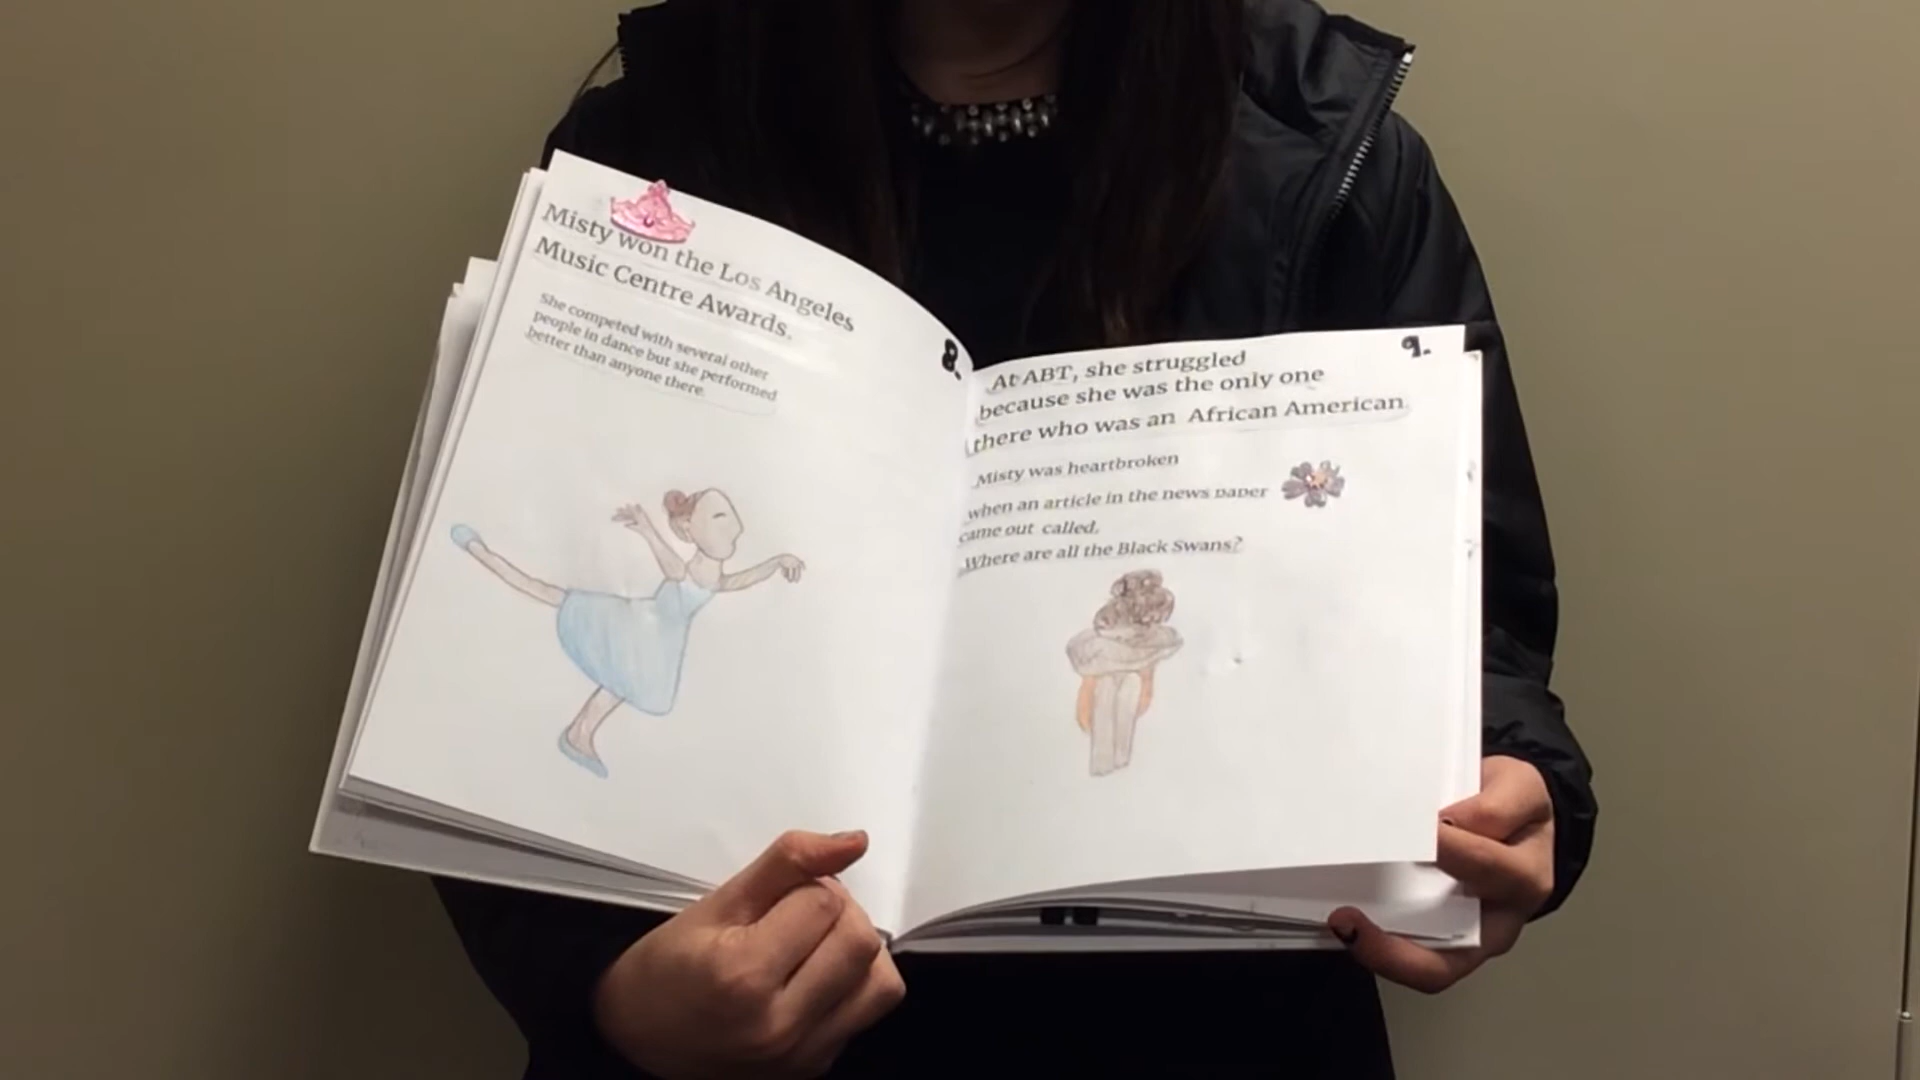 Misty won the Los Angeles
Music Centre Awards.
She competed with several other
people in dance but she performed
better than anyone there.
8.
9.
At ABT, she struggled
because she was the only one
there who was an African American
Misty was heartbroken
when an article in the news paper
came out called,
Where are all the Black Swans?